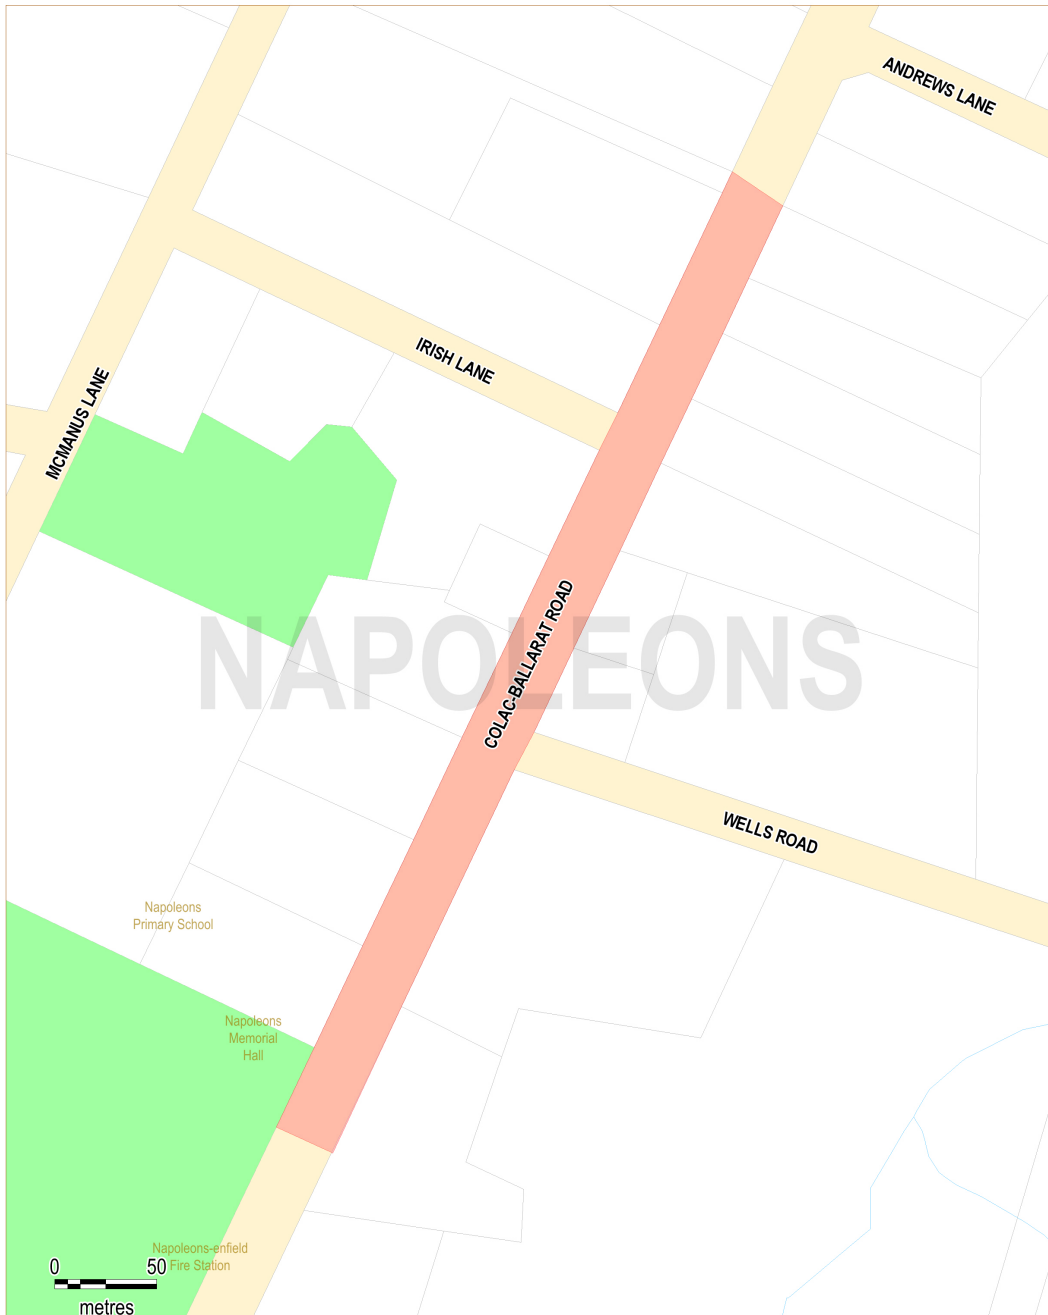 ANDREWS LANE
IRISH LANE
MCMANUS LANE
COLAC-BALLARAT ROAD
NAPOLEONS
WELLS ROAD
Napoleons
Primary School
Napoleons
Memorial
Hall
Napoleons-enfield
Fire Station
0 50
metres